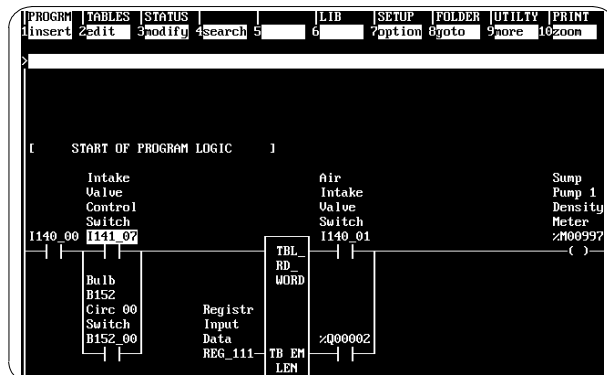 PROGRM TABLES STATUS LIB SETUP FOLDER UTILTY PRINT
1insert 2edit 3modify 4search 5 6 7option 8goto 9more 10zoom
>
[ START OF PROGRAM LOGIC ]
Intake Air Sump
Valve Intake Pump 1
Control Valve Density
Switch Switch Meter
I140_00 I141_07 I140_01 %M00997
TBL_
RD_
Bulb WORD
B152
Circ 00 Registr
Switch Input
B152_00 Data %Q00002
REG_111 TB EM
LEN